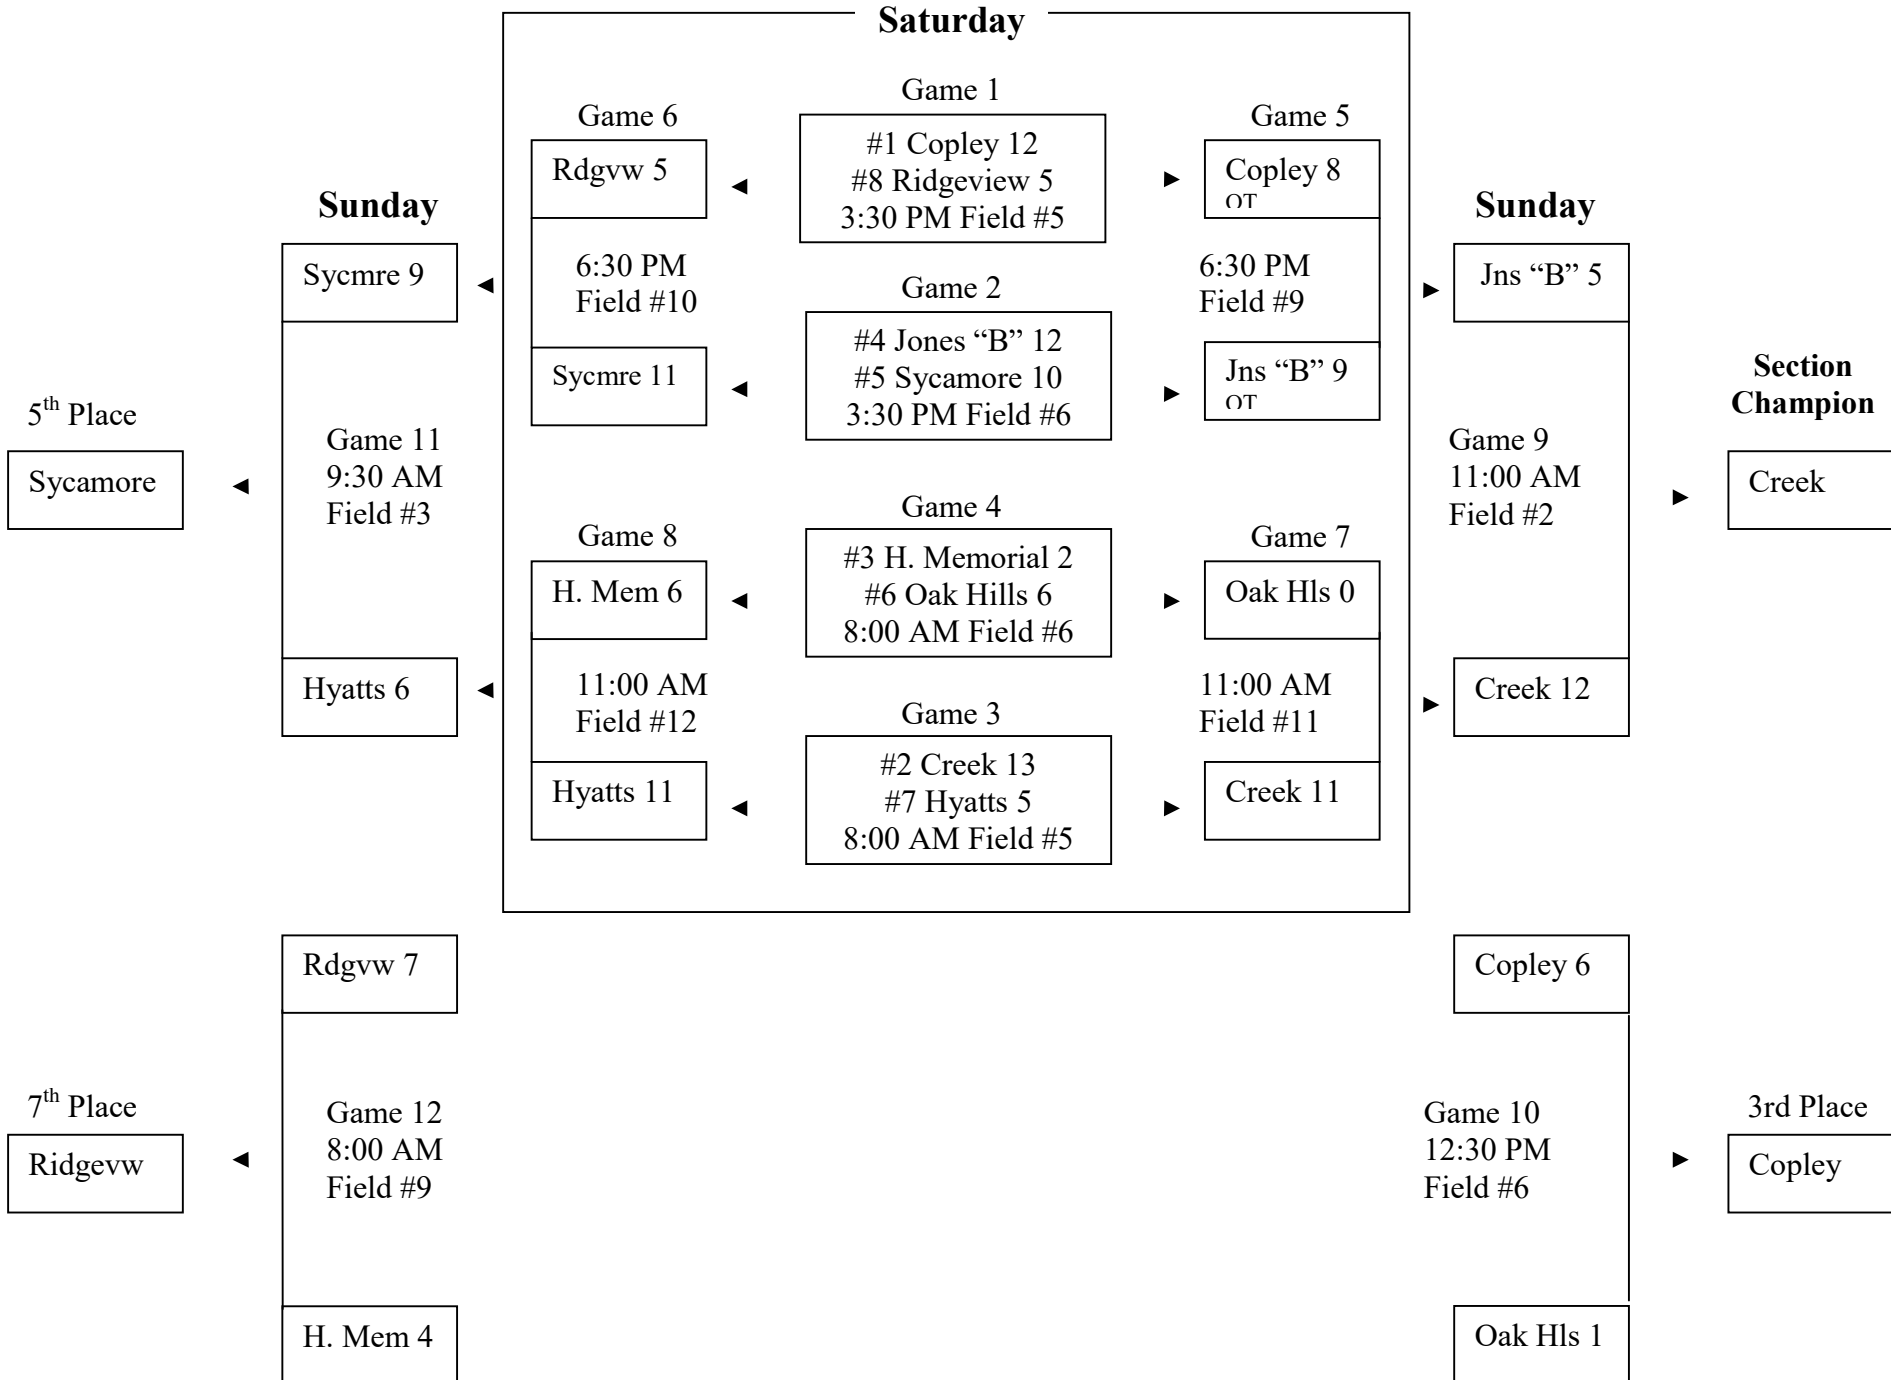 Saturday
Game 1
Game 6
Game 5
#1 Copley 12
#8 Ridgeview 5
3:30 PM Field #5
Rdgvw 5
Copley 8
OT
Sunday
Sunday
Sycmre 9
6:30 PM
Field #10
6:30 PM
Field #9
Jns “B” 5
Game 2
#4 Jones “B” 12
#5 Sycamore 10
3:30 PM Field #6
Sycmre 11
Jns “B” 9
OT
Section
Champion
5th Place
Sycamore
Game 11
9:30 AM
Field #3
Game 9
11:00 AM
Field #2
Creek
Game 4
Game 8
Game 7
#3 H. Memorial 2
#6 Oak Hills 6
8:00 AM Field #6
H. Mem 6
Oak Hls 0
Hyatts 6
11:00 AM
Field #12
11:00 AM
Field #11
Creek 12
Game 3
#2 Creek 13
#7 Hyatts 5
8:00 AM Field #5
Hyatts 11
Creek 11
Rdgvw 7
Copley 6
7th Place
Ridgevw
Game 12
8:00 AM
Field #9
Game 10
12:30 PM
Field #6
3rd Place
Copley
H. Mem 4
Oak Hls 1